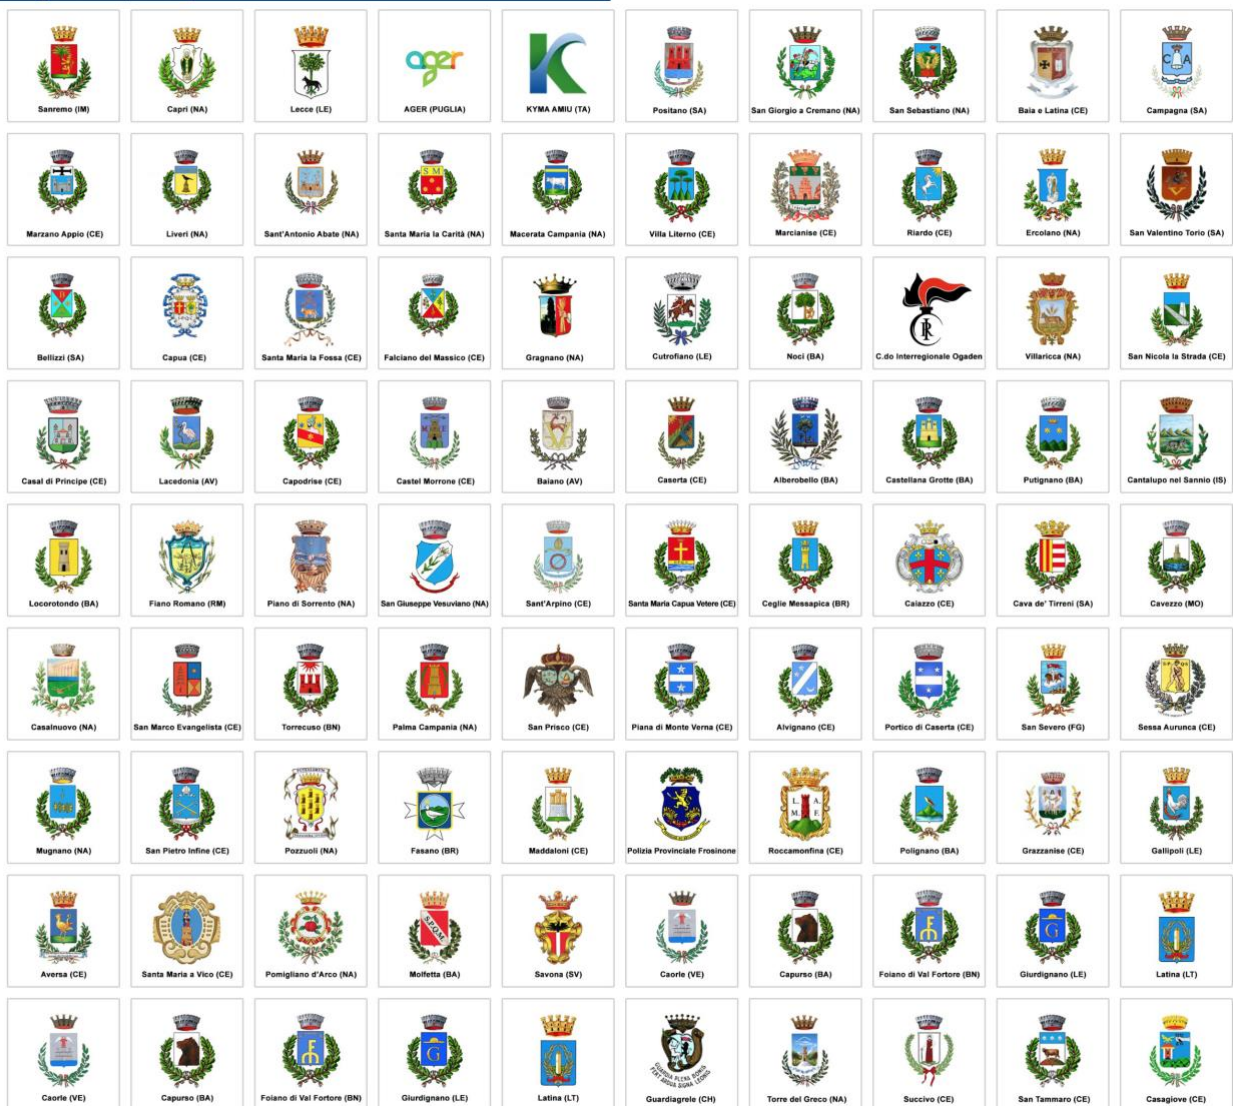 Sanremo (IM)
Capri (NA)
Lecce (LE)
ager
AGER (PUGLIA)
KYMA AMIU (TA)
Positano (SA)
San Giorgio a Cremano (NA)
San Sebastiano (NA)
Baia e Latina (CE)
C A
Campagna (SA)
Marzano Appio (CE)
Liveri (NA)
Sant'Antonio Abate (NA)
S M
Santa Maria la Carità (NA)
Macerata Campania (NA)
Villa Literno (CE)
Marcianise (CE)
Riardo (CE)
Ercolano (NA)
San Valentino Torio (SA)
Bellizzi (SA)
Capua (CE)
Santa Maria la Fossa (CE)
Falciano del Massico (CE)
Gragnano (NA)
Cutrofiano (LE)
Noci (BA)
C.do Interregionale Ogaden
Villaricca (NA)
San Nicola la Strada (CE)
Casal di Principe (CE)
Lacedonia (AV)
Capodrise (CE)
Castel Morrone (CE)
Baiano (AV)
Caserta (CE)
Alberobello (BA)
Castellana Grotte (BA)
Putignano (BA)
Cantalupo nel Sannio (IS)
Locorotondo (BA)
Fiano Romano (RM)
Piano di Sorrento (NA)
San Giuseppe Vesuviano (NA)
Sant'Arpino (CE)
Santa Maria Capua Vetere (CE)
Ceglie Messapica (BR)
Caiazzo (CE)
Cava de' Tirreni (SA)
Cavezzo (MO)
Casalnuovo (NA)
San Marco Evangelista (CE)
Torrecuso (BN)
Palma Campania (NA)
San Prisco (CE)
Piana di Monte Verna (CE)
Alvignano (CE)
Portico di Caserta (CE)
San Severo (FG)
Sessa Aurunca (CE)
Mugnano (NA)
San Pietro Infine (CE)
Pozzuoli (NA)
Fasano (BR)
Maddaloni (CE)
Polizia Provinciale Frosinone
L. A.
M. F.
Roccamonfina (CE)
Polignano (BA)
Grazzanise (CE)
Gallipoli (LE)
Aversa (CE)
Santa Maria a Vico (CE)
Pomigliano d'Arco (NA)
S.P.Q.M.
Molfetta (BA)
Savona (SV)
Caorle (VE)
Capurso (BA)
Foiano di Val Fortore (BN)
G
Giurdignano (LE)
Latina (LT)
Caorle (VE)
Capurso (BA)
Foiano di Val Fortore (BN)
G
Giurdignano (LE)
Latina (LT)
GUARDIA PLENA BONIS
FERT ARDUA SIGNA LEONIS
Guardiagrele (CH)
Torre del Greco (NA)
Succivo (CE)
San Tammaro (CE)
Casagiove (CE)